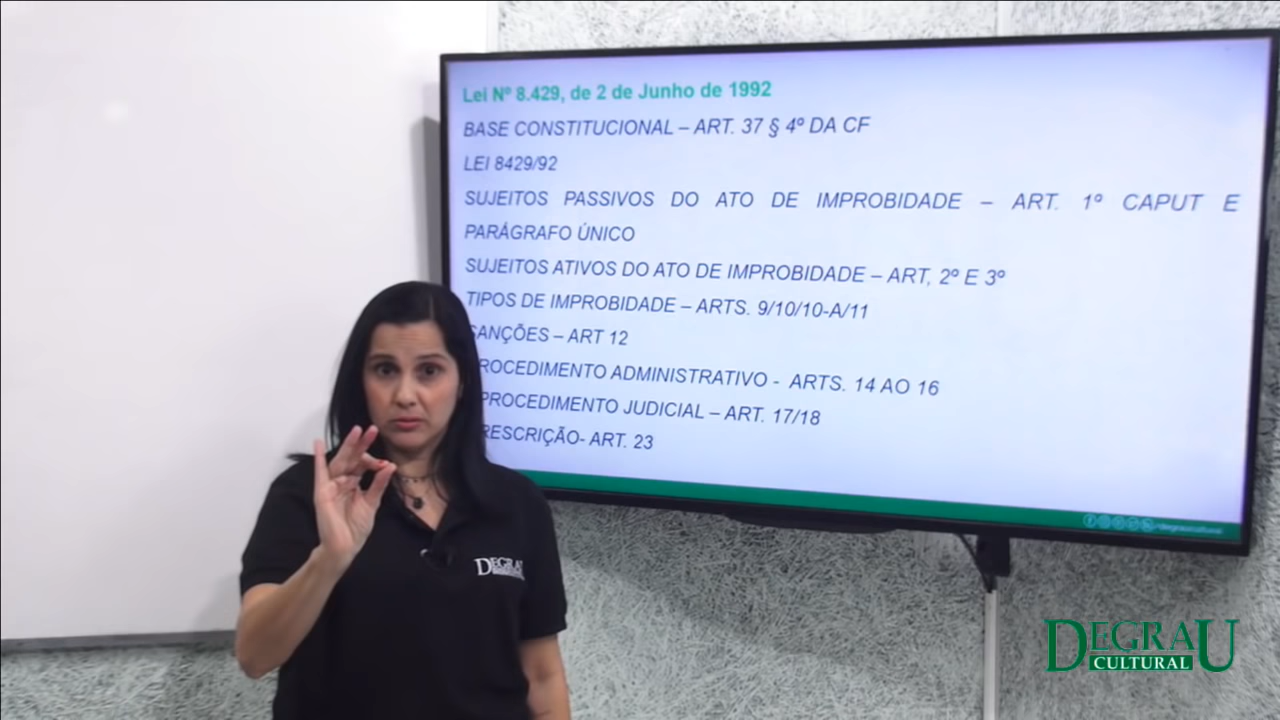 Lei Nº 8.429, de 2 de Junho de 1992
BASE CONSTITUCIONAL – ART. 37 § 4º DA CF
LEI 8429/92
SUJEITOS PASSIVOS DO ATO DE IMPROBIDADE – ART. 1º CAPUT E
PARÁGRAFO ÚNICO
SUJEITOS ATIVOS DO ATO DE IMPROBIDADE – ART, 2º E 3º
TIPOS DE IMPROBIDADE – ARTS. 9/10/10-A/11
SANÇÕES – ART 12
PROCEDIMENTO ADMINISTRATIVO - ARTS. 14 AO 16
PROCEDIMENTO JUDICIAL – ART. 17/18
PRESCRIÇÃO- ART. 23
DEGRAU
DEGRAU
CULTURAL